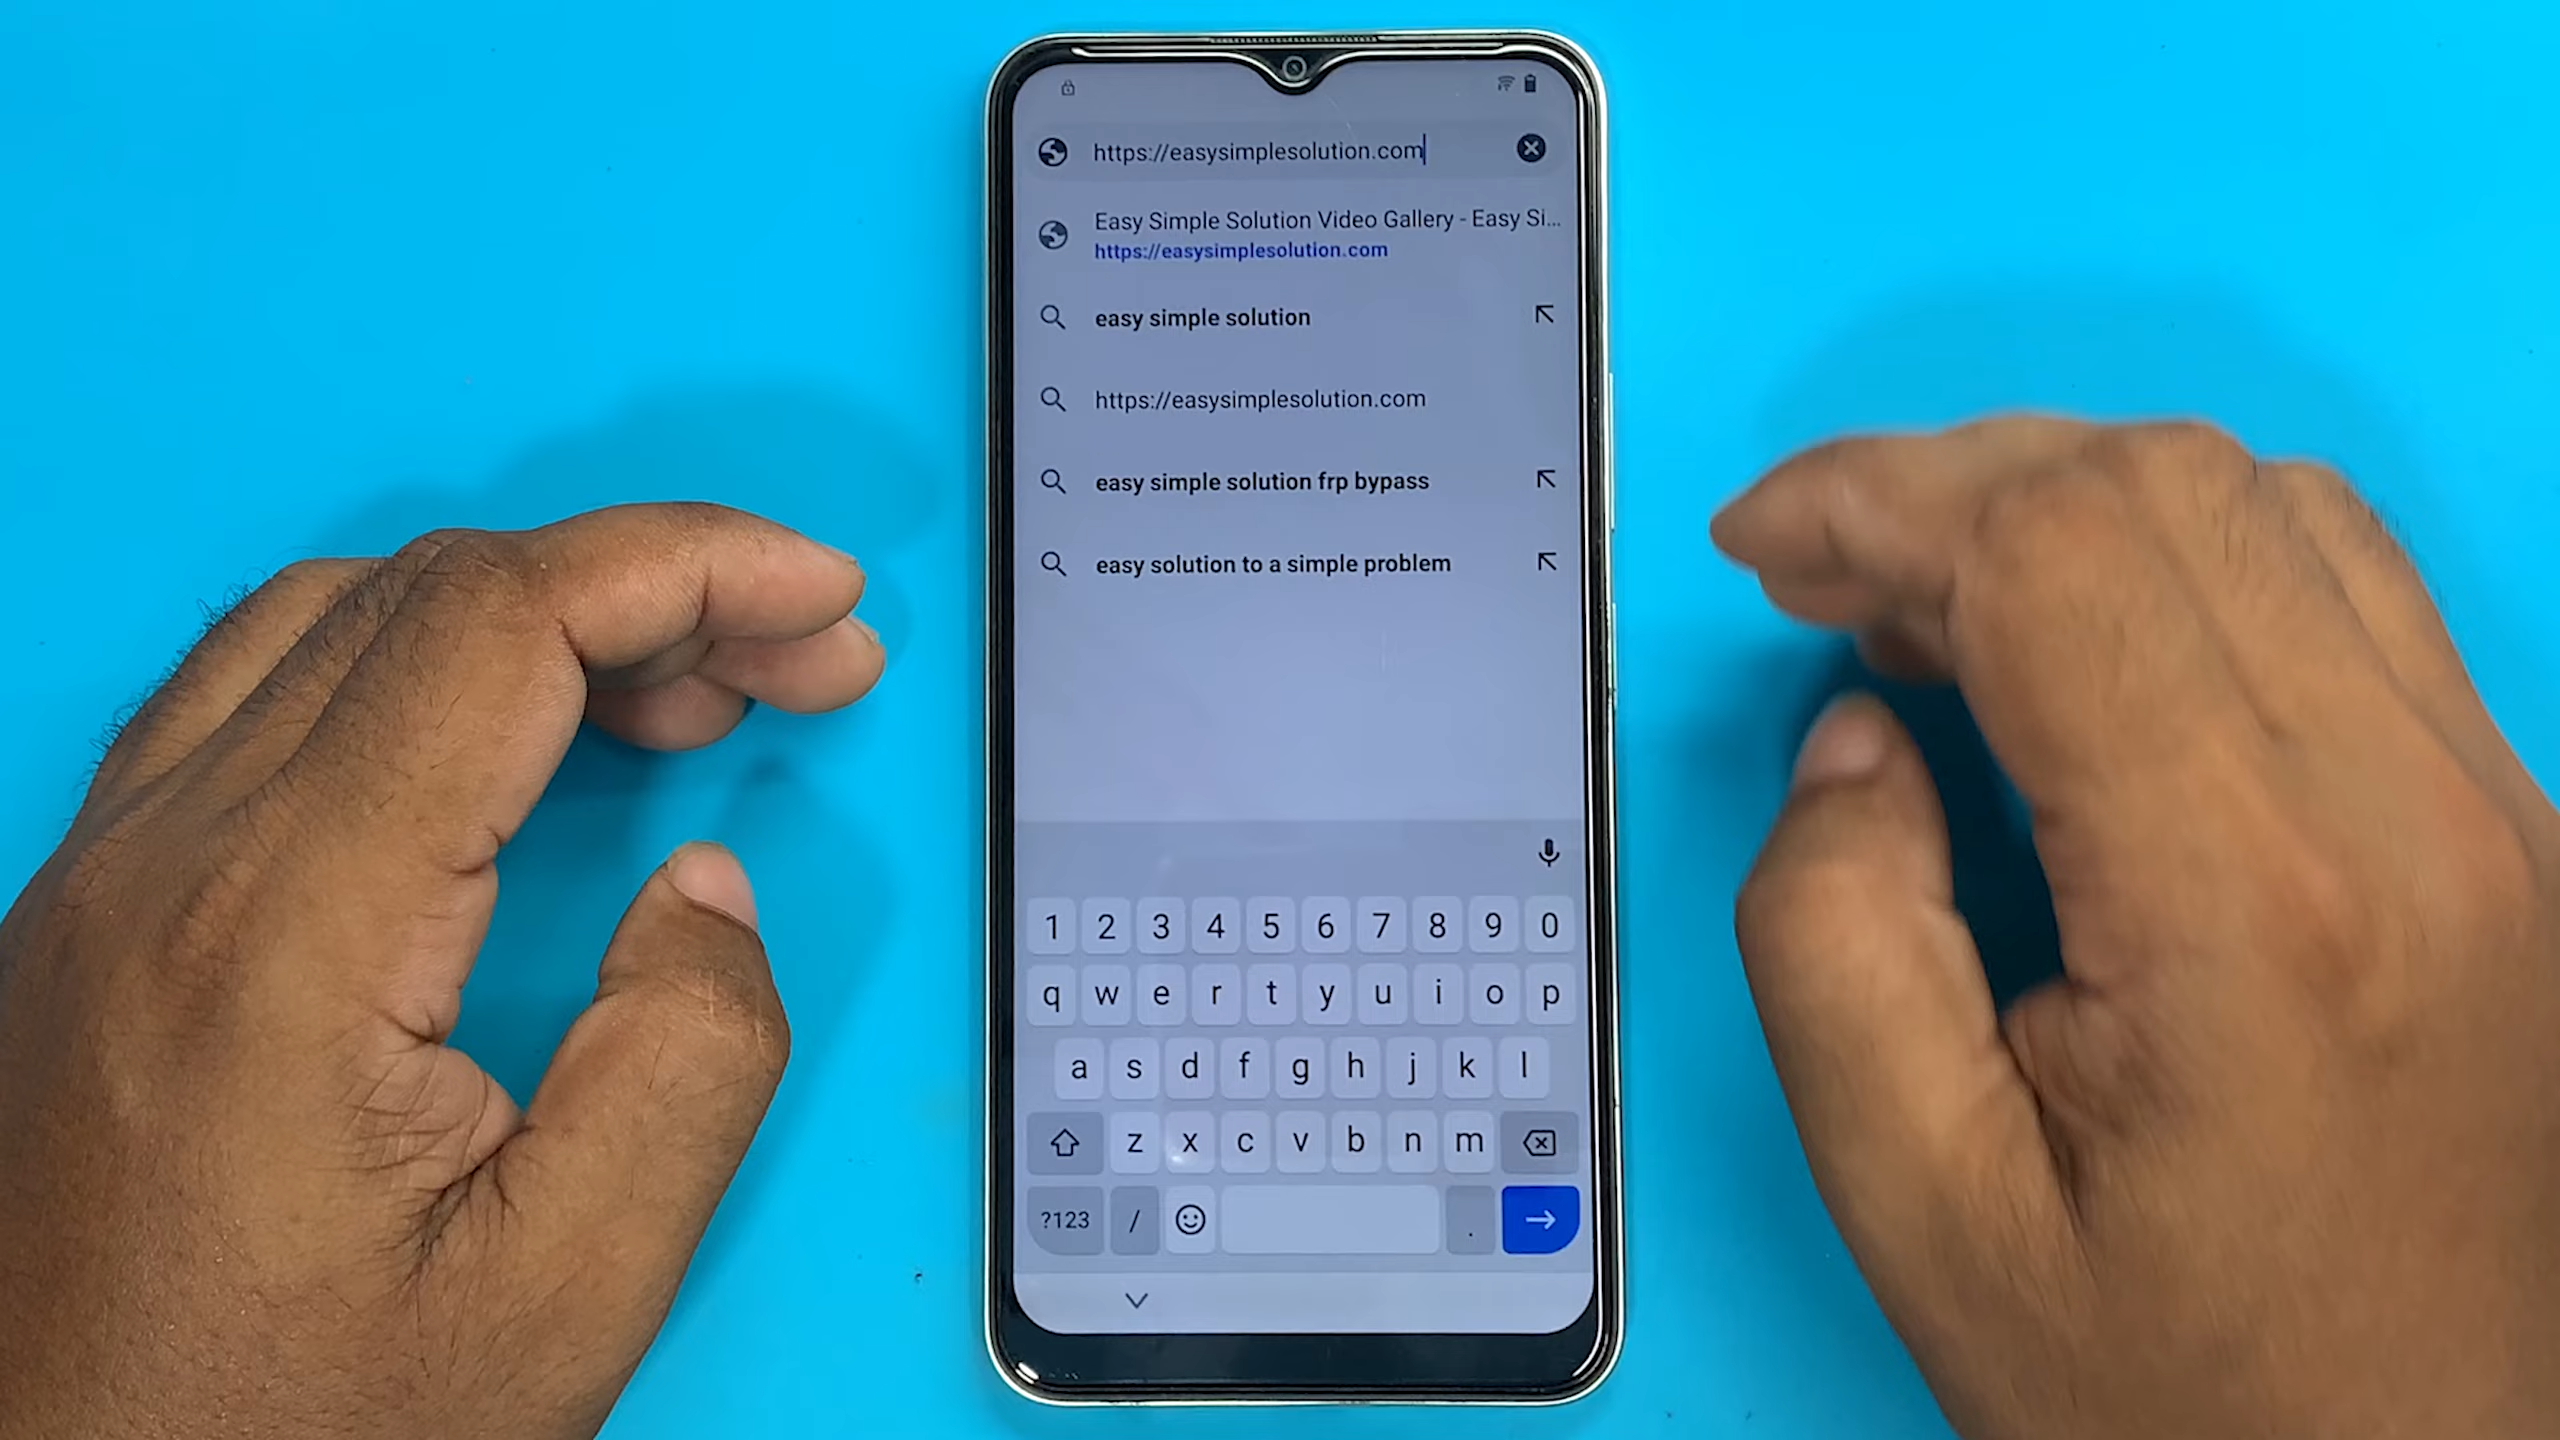 https://easysimplesolution.com
Easy Simple Solution Video Gallery - Easy Si...
https://easysimplesolution.com
easy simple solution
https://easysimplesolution.com
easy simple solution frp bypass
easy solution to a simple problem
1 2 3 4 5 6 7 8 9 0
q w e r t y u i o p
a s d f g h j k l
z x c v b n m
?123 / .